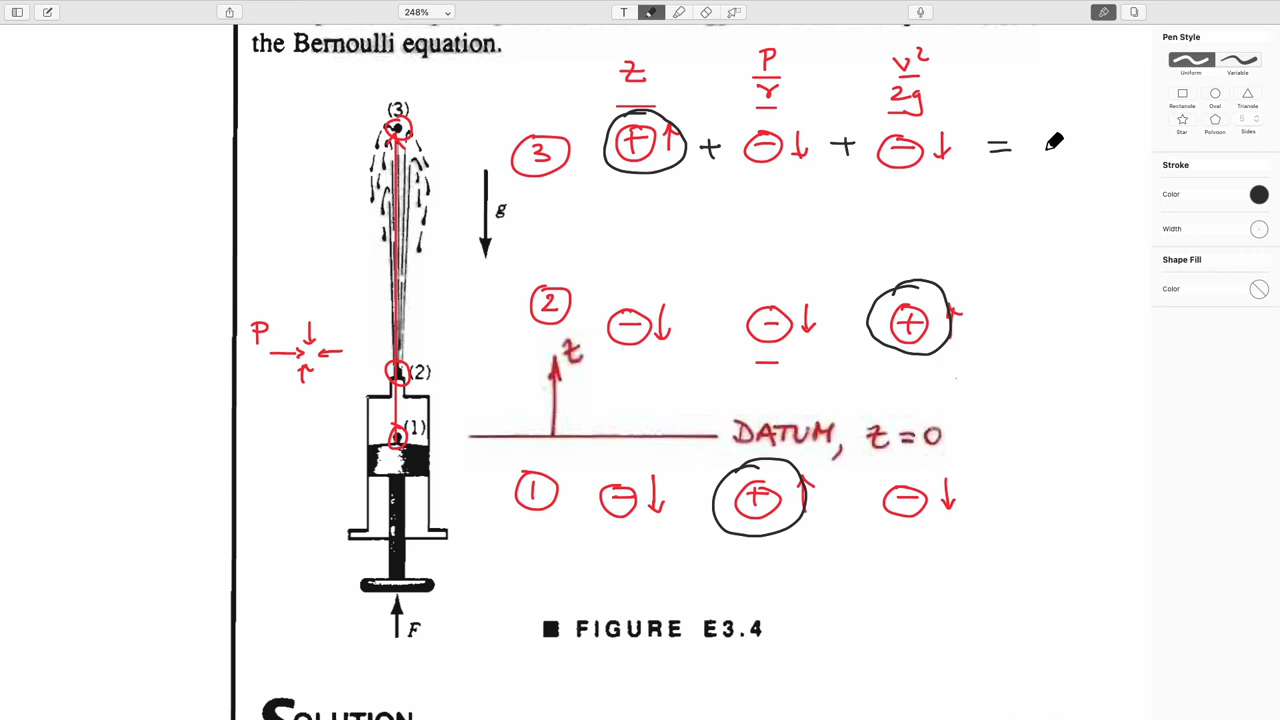 248%
T
the Bernoulli equation.
Pen Style
Uniform
Variable
Rectangle
Oval
Triangle
Star
Polygon
5
Sides
Stroke
Color
Width
Shape Fill
Color
z P/γ v²/2g
(3)
③ ⊕↑ + ⊖↓ + ⊖↓ =
g
② ⊖↓ ⊖↓ ⊕↑
P
z
(2)
(1)
DATUM, z=0
① ⊖↓ ⊕↑ ⊖↓
F
■ FIGURE E3.4
SOLUTION